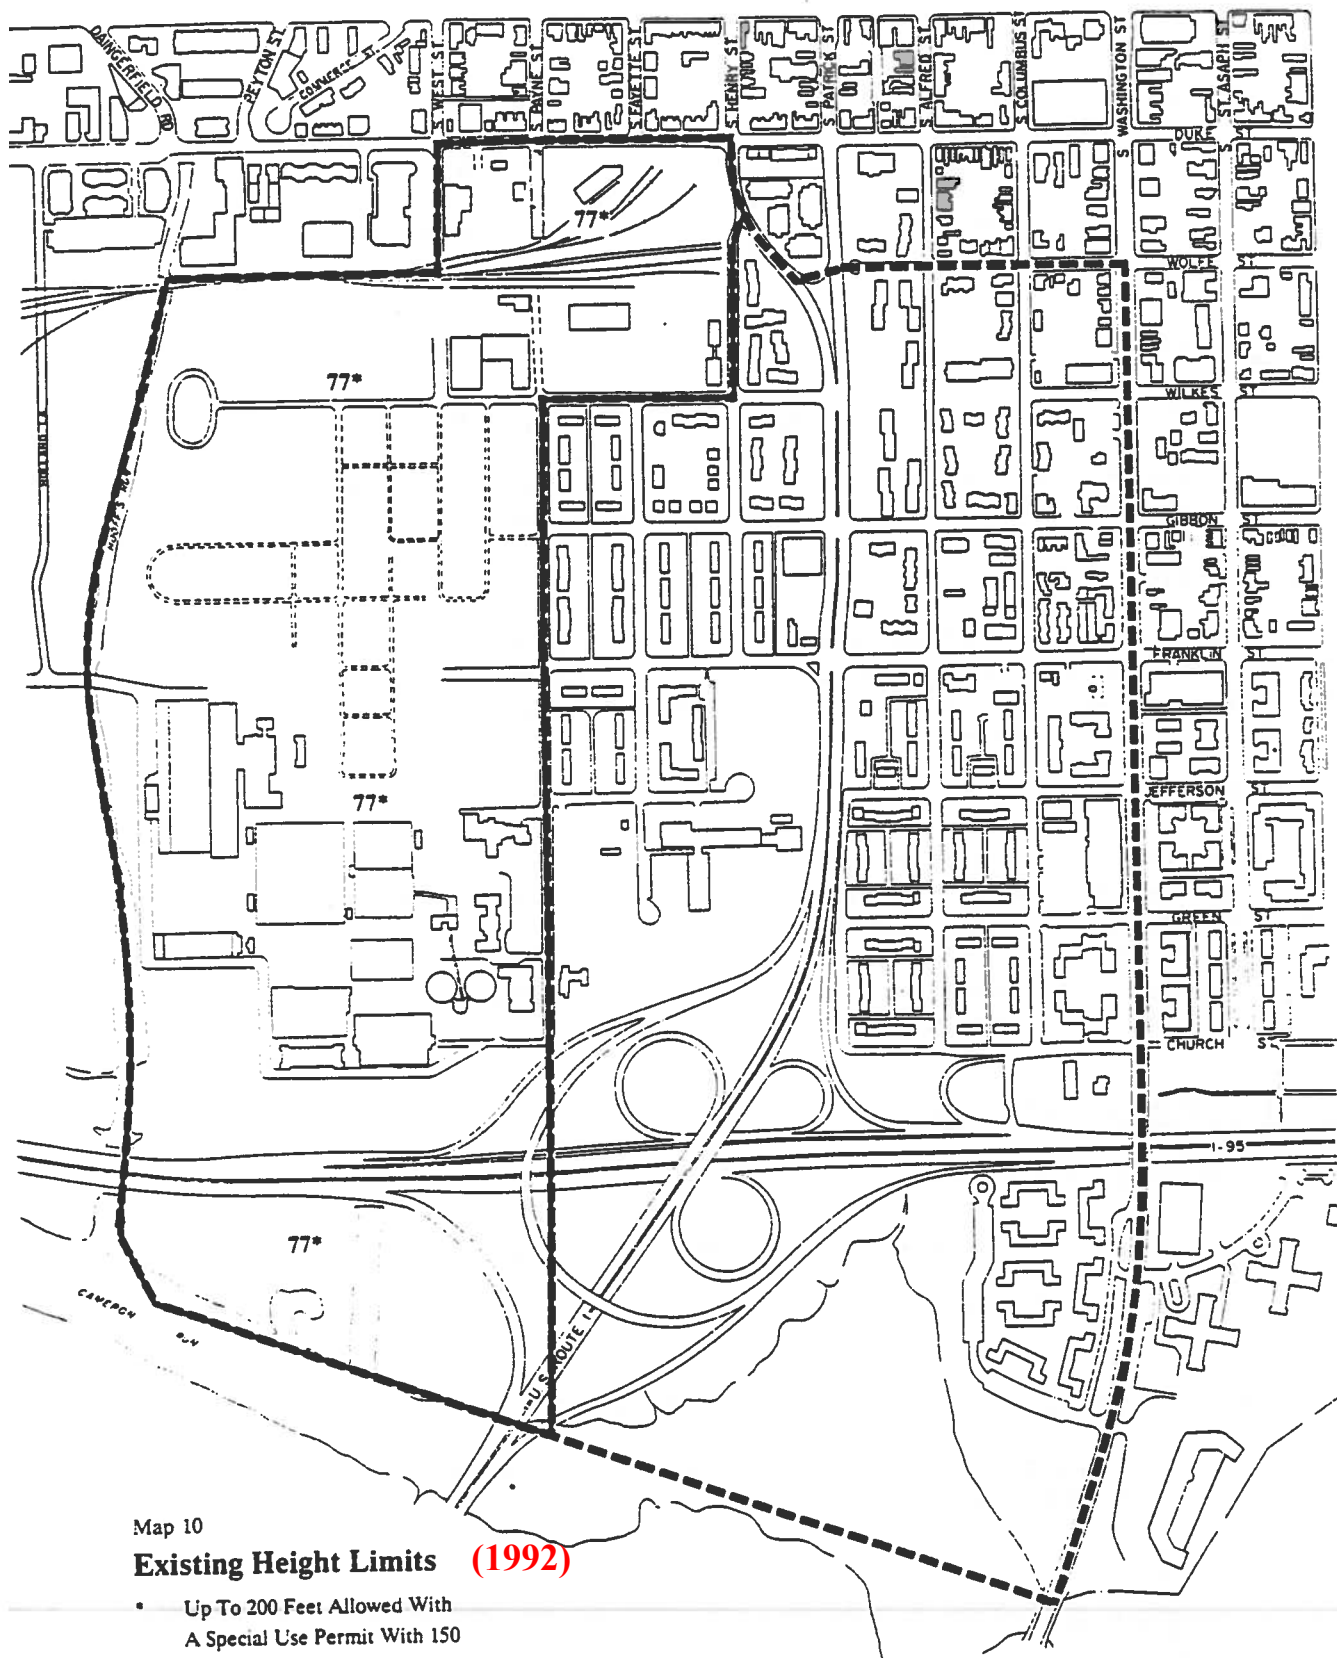 DAINGERFIELD RD
PEYTON ST.
COMMERCE ST
S. WEST ST.
S. PAYNE ST.
S. FAYETTE ST.
S. HENRY ST.
S. PATRICK ST
S. ALFRED ST.
S. COLUMBUS ST
S WASHINGTON ST
S. ST. ASAPH ST.
DUKE ST
77*
WOLFE ST
77*
WILKES ST
GIBBON ST
FRANKLIN ST
77*
JEFFERSON ST
GREEN ST
CHURCH S
I-95
77*
CAMERON RUN
U S ROUTE 1
Map 10
Existing Height Limits (1992)
* Up To 200 Feet Allowed With
A Special Use Permit With 150